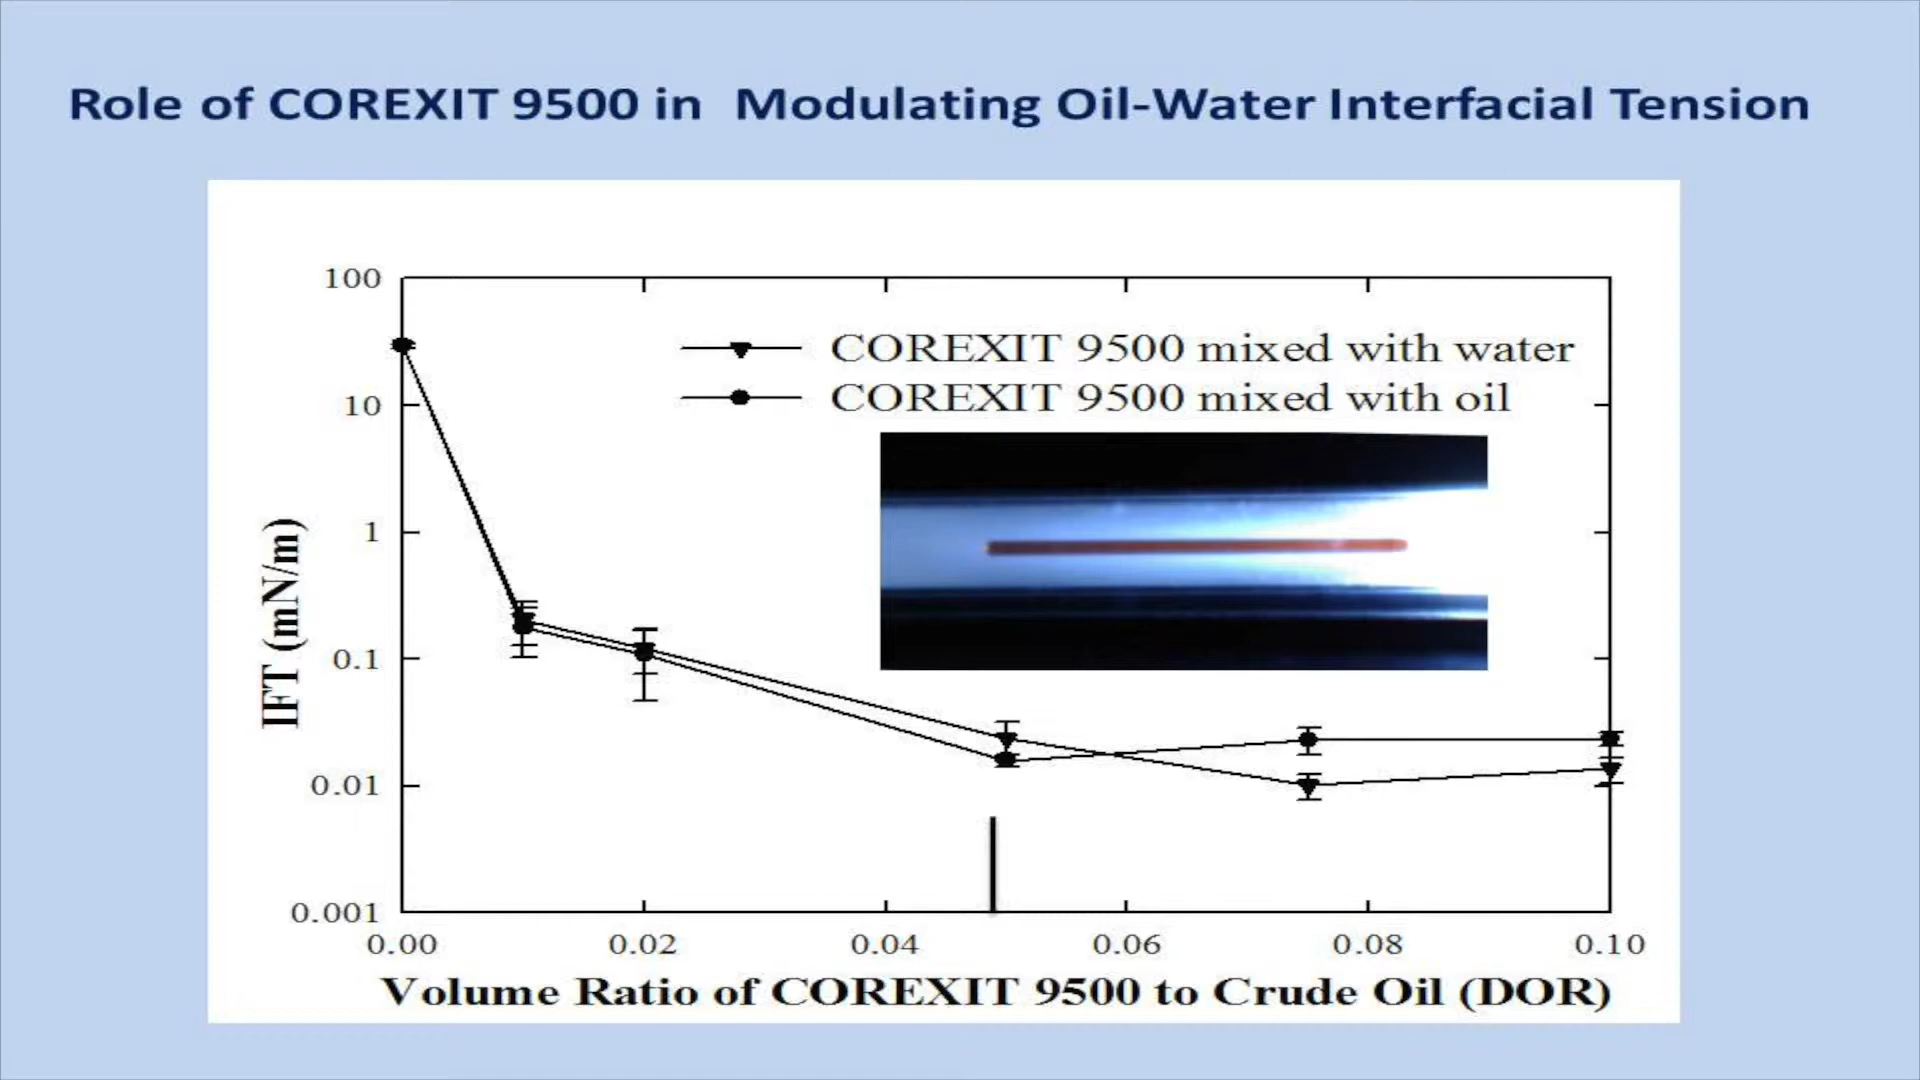 Role of COREXIT 9500 in Modulating Oil-Water Interfacial Tension
COREXIT 9500 mixed with water
COREXIT 9500 mixed with oil
IFT (mN/m)
100
10
1
0.1
0.01
0.001
0.00 0.02 0.04 0.06 0.08 0.10
Volume Ratio of COREXIT 9500 to Crude Oil (DOR)